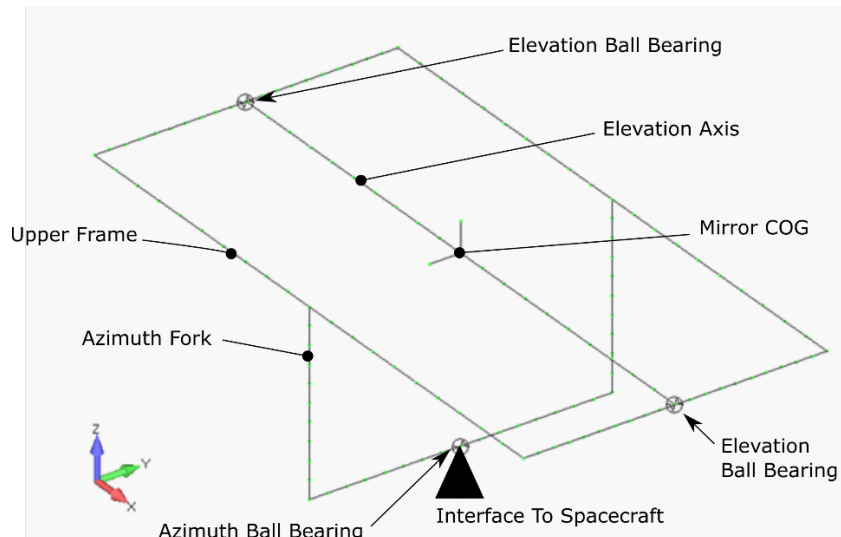 Elevation Ball Bearing
Elevation Axis
Mirror COG
Upper Frame
Azimuth Fork
Z
Y
X
Elevation
Ball Bearing
Interface To Spacecraft
Azimuth Ball Bearing